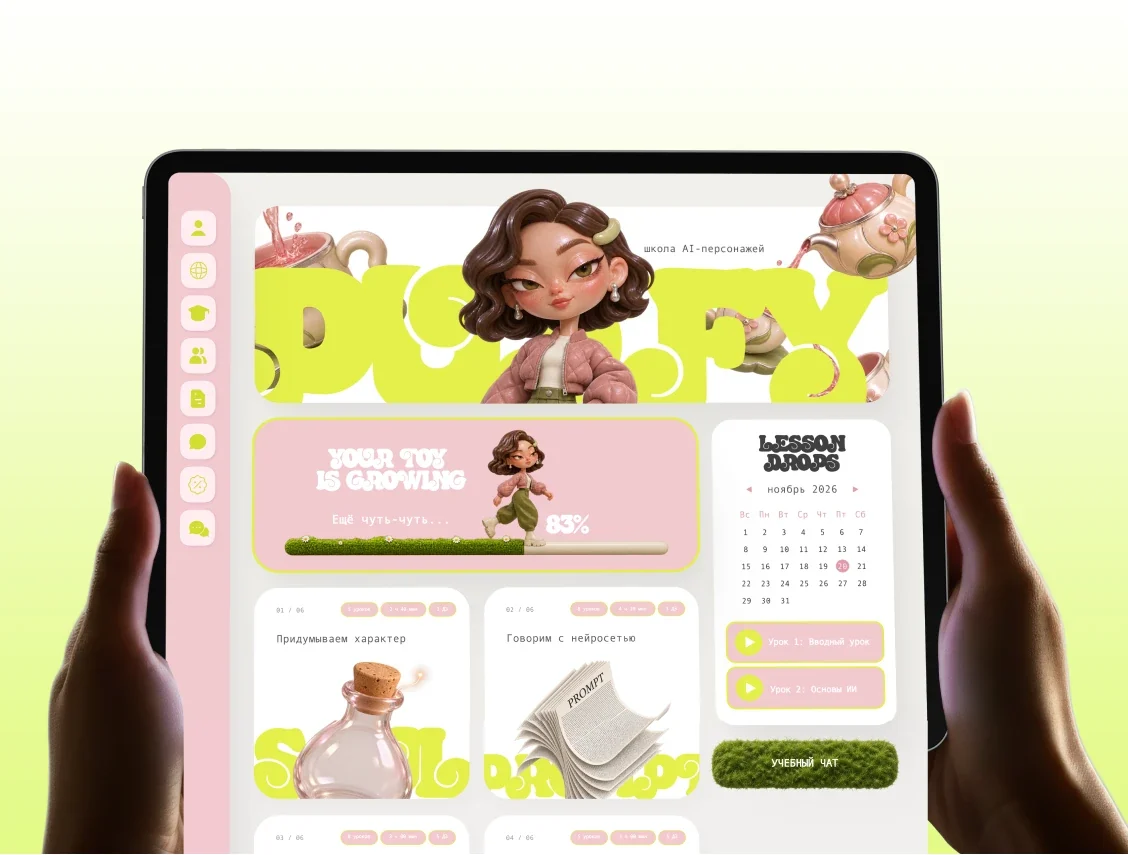 школа AI-персонажей
YOUR TOY
IS GROWING
Ещё чуть-чуть...
83%
01 / 06
Придумываем характер
02 / 06
Говорим с нейросетью
PROMPT
03 / 06
04 / 06
LESSON
DROPS
ноябрь 2026
Вс Пн Вт Ср Чт Пт Сб
1 2 3 4 5 6 7
8 9 10 11 12 13 14
15 16 17 18 19 20 21
22 23 24 25 26 27 28
29 30 31
Урок 1: Вводный урок
Урок 2: Основы ИИ
УЧЕБНЫЙ ЧАТ